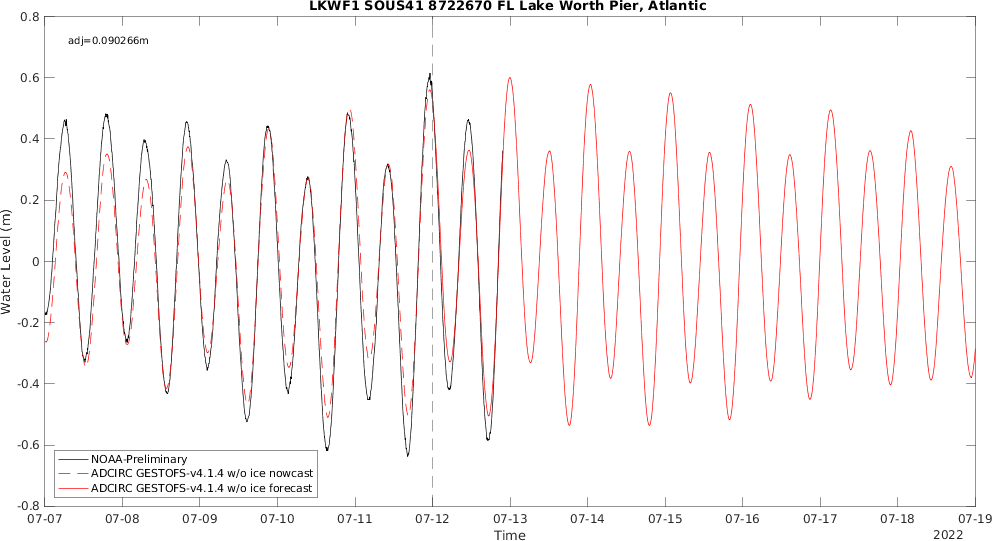 LKWF1 SOUS41 8722670 FL Lake Worth Pier, Atlantic
adj=0.090266m
0.8
0.6
0.4
0.2
0
-0.2
-0.4
-0.6
-0.8
Water Level (m)
NOAA-Preliminary
ADCIRC GESTOFS-v4.1.4 w/o ice nowcast
ADCIRC GESTOFS-v4.1.4 w/o ice forecast
07-07 07-08 07-09 07-10 07-11 07-12 07-13 07-14 07-15 07-16 07-17 07-18 07-19
Time
2022